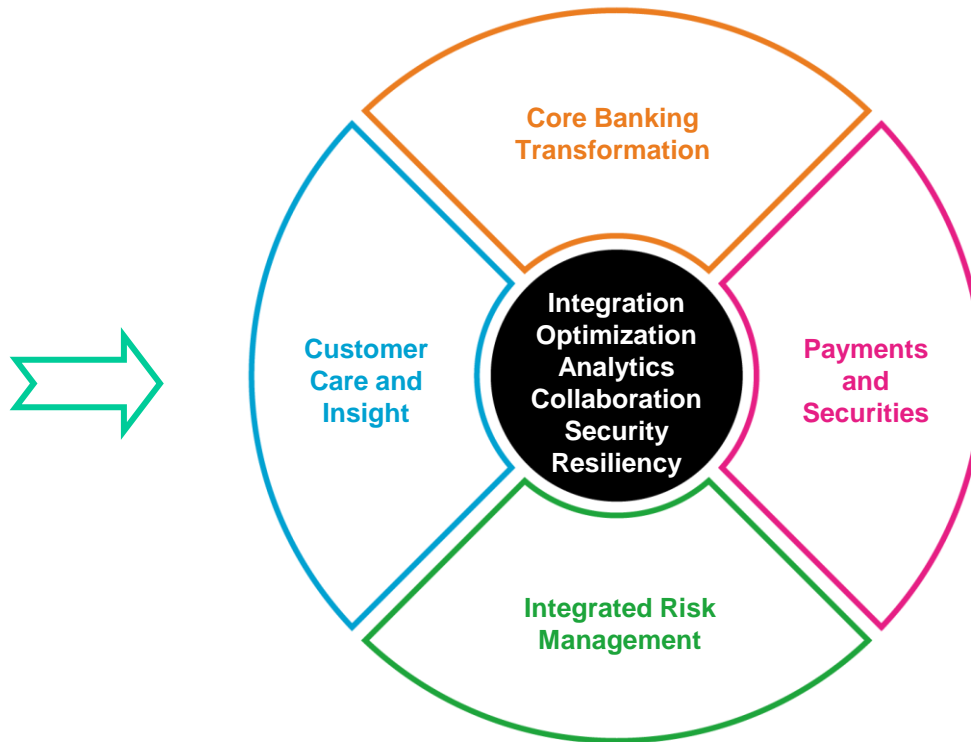 Core Banking
Transformation
Customer
Care and
Insight
Integration
Optimization
Analytics
Collaboration
Security
Resiliency
Payments
and
Securities
Integrated Risk
Management